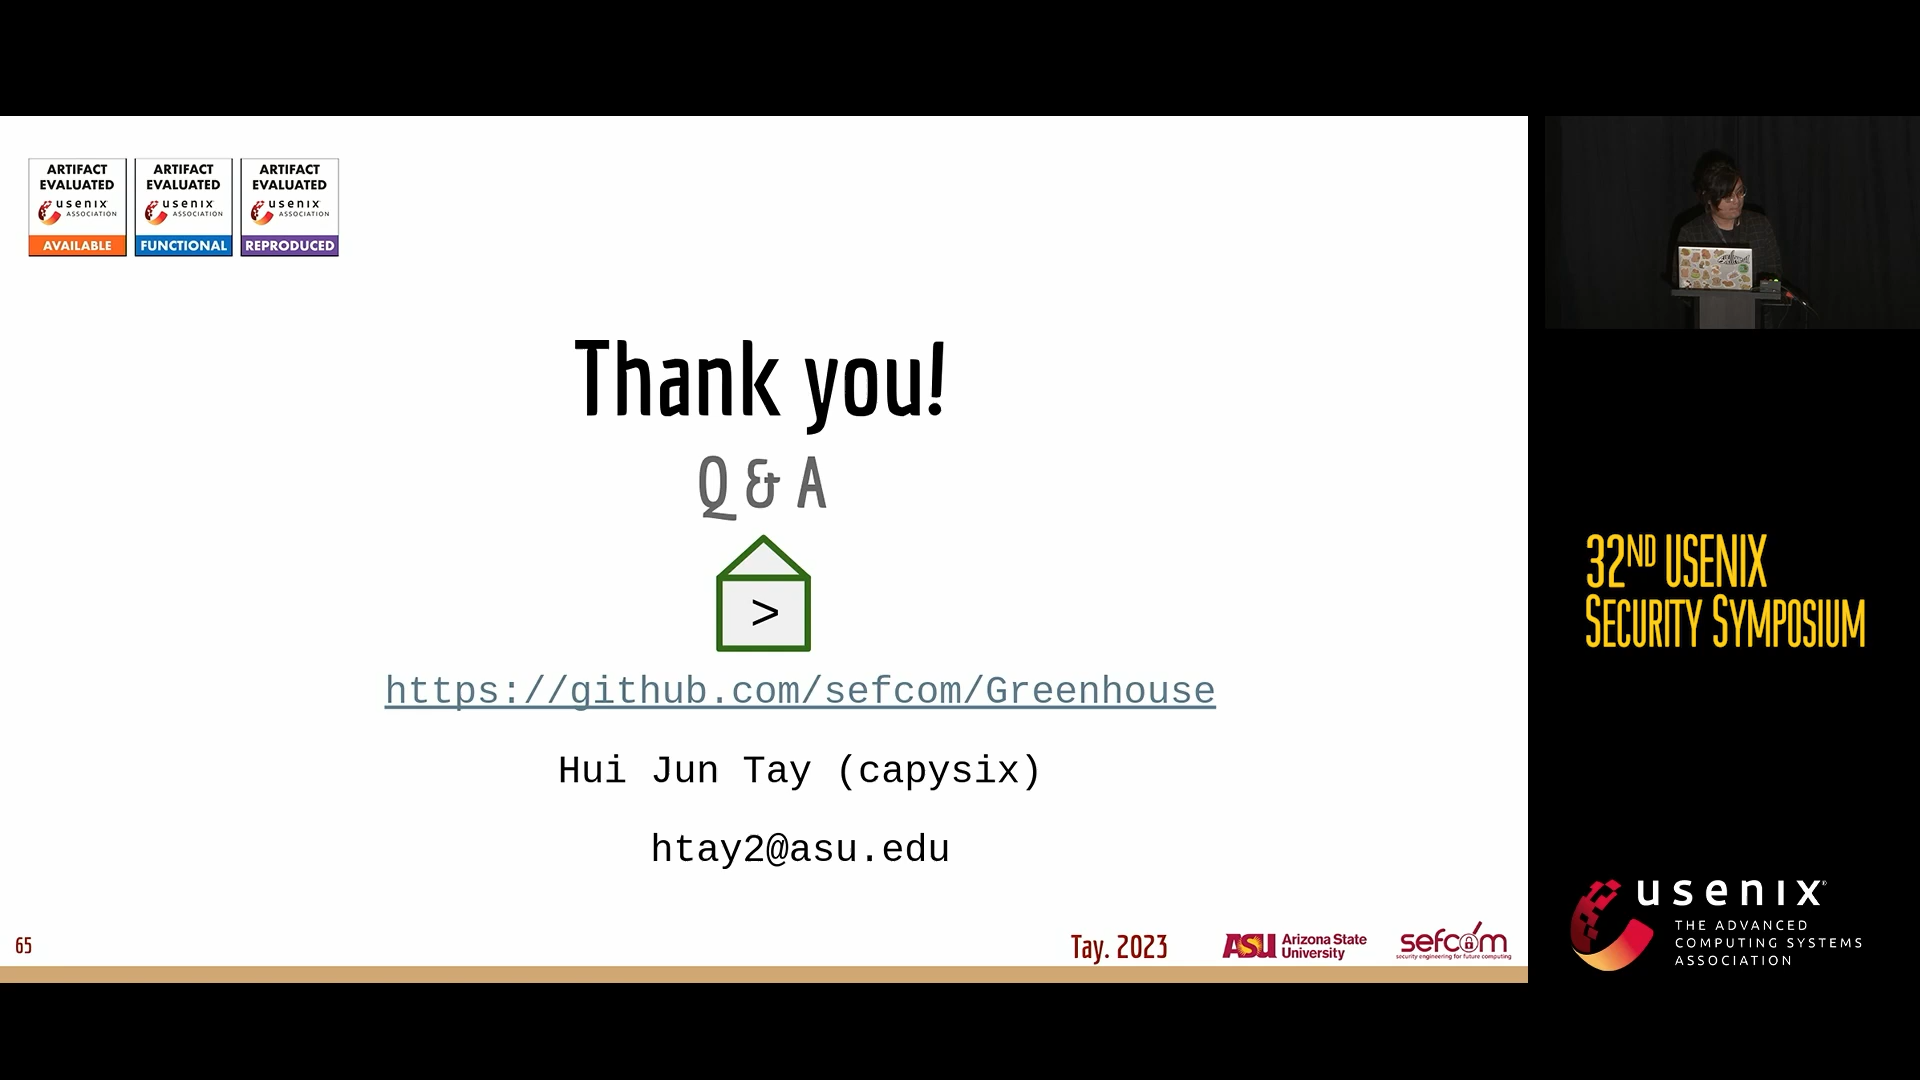 ARTIFACT
EVALUATED
usenix
ASSOCIATION
AVAILABLE
ARTIFACT
EVALUATED
usenix
ASSOCIATION
FUNCTIONAL
ARTIFACT
EVALUATED
usenix
ASSOCIATION
REPRODUCED
Thank you!
Q & A
>
https://github.com/sefcom/Greenhouse
Hui Jun Tay (capysix)
htay2@asu.edu
65
Tay. 2023
ASU Arizona State
University
sefcom
security engineering for future computing
32ND USENIX
SECURITY SYMPOSIUM
usenix®
THE ADVANCED
COMPUTING SYSTEMS
ASSOCIATION